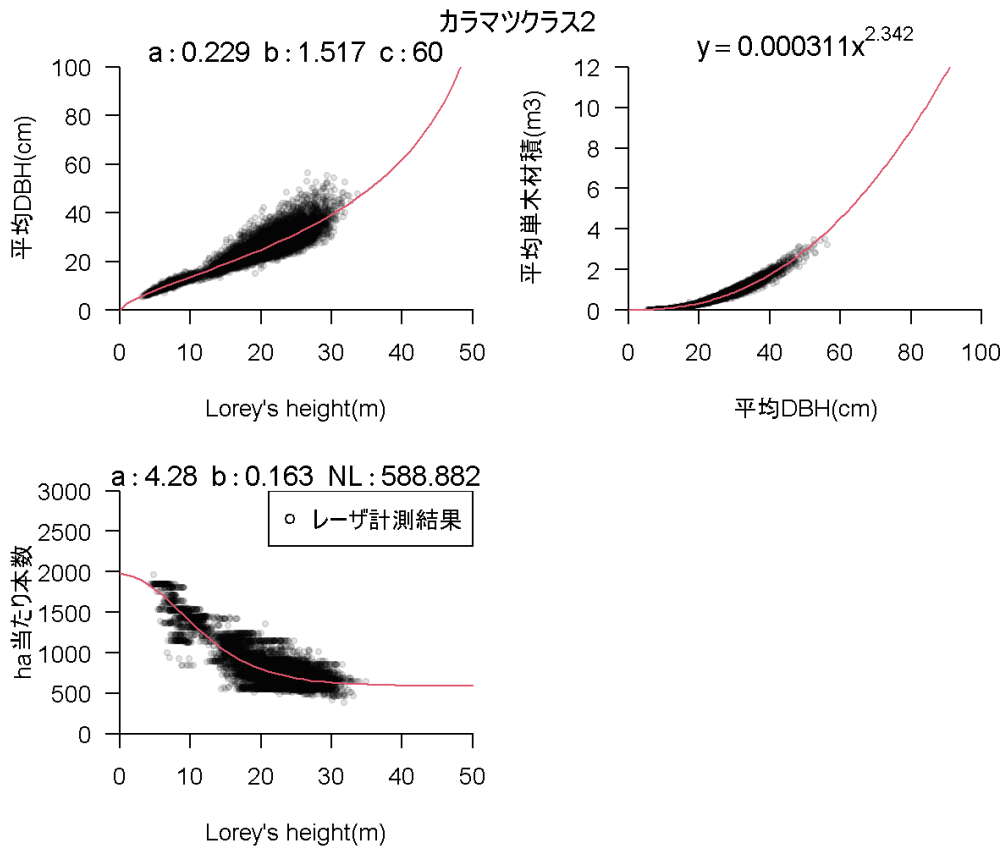 カラマツクラス2
a : 0.229 b : 1.517 c : 60
平均DBH(cm)
100
80
60
40
20
0
0 10 20 30 40 50
Lorey's height(m)
y = 0.000311x^2.342
平均単木材積(m3)
12
10
8
6
4
2
0
0 20 40 60 80 100
平均DBH(cm)
a : 4.28 b : 0.163 NL : 588.882
ha当たり本数
3000
2500
2000
1500
1000
500
0
レーザ計測結果
0 10 20 30 40 50
Lorey's height(m)